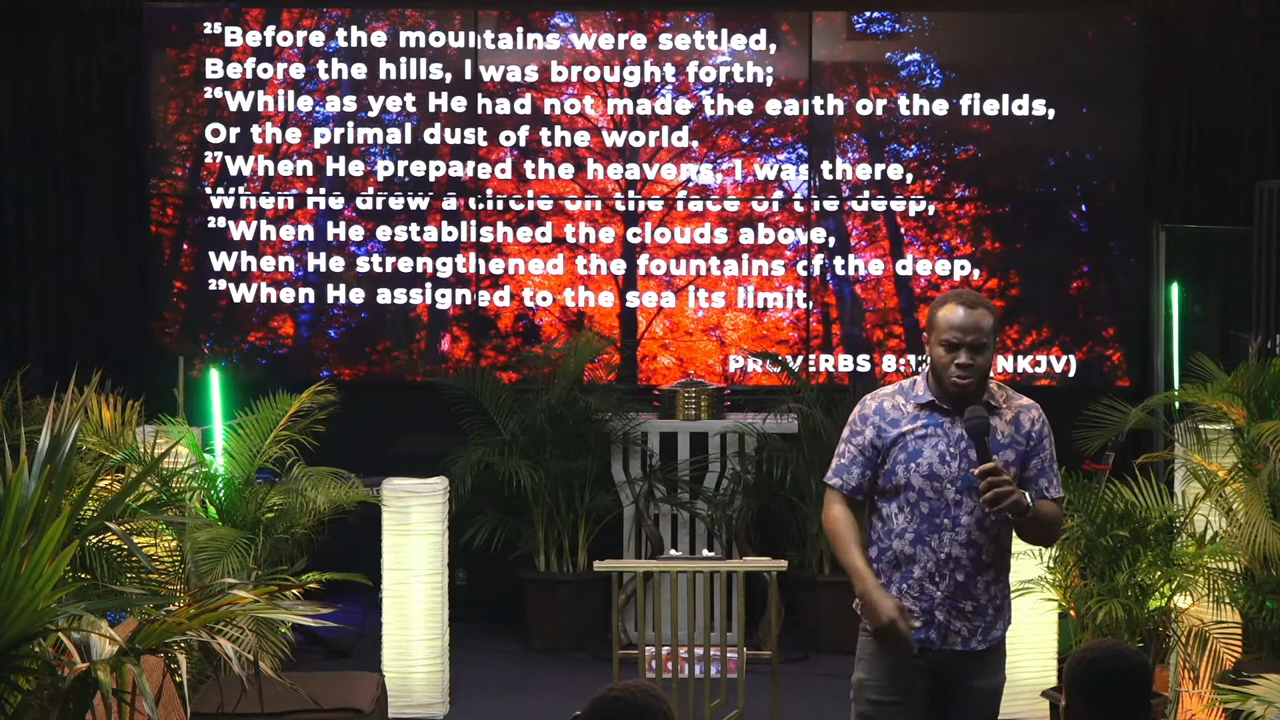 ²⁵Before the mountains were settled,
Before the hills, I was brought forth;
²⁶While as yet He had not made the earth or the fields,
Or the primal dust of the world.
²⁷When He prepared the heavens, I was there,
When He drew a circle on the face of the deep,
²⁸When He established the clouds above,
When He strengthened the fountains of the deep,
²⁹When He assigned to the sea its limit,
PROVERBS NKJV)